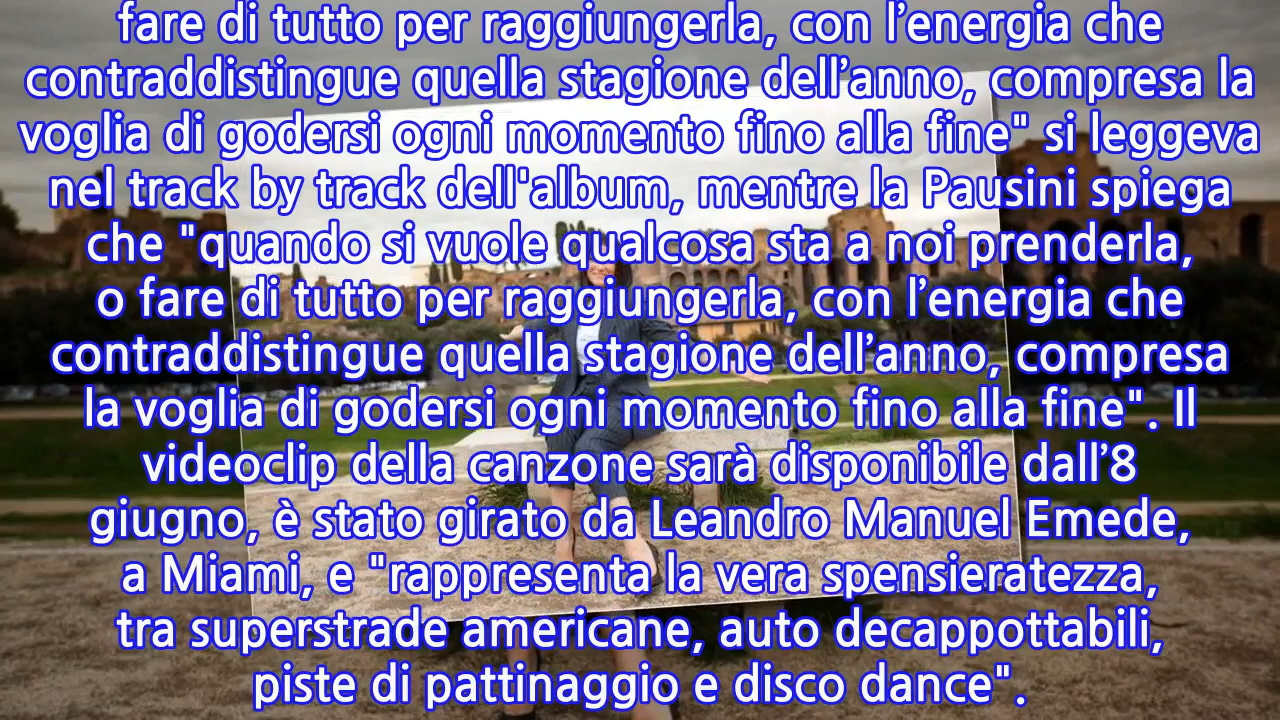 fare di tutto per raggiungerla, con l’energia che
contraddistingue quella stagione dell’anno, compresa la
voglia di godersi ogni momento fino alla fine" si leggeva
nel track by track dell'album, mentre la Pausini spiega
che "quando si vuole qualcosa sta a noi prenderla,
o fare di tutto per raggiungerla, con l’energia che
contraddistingue quella stagione dell’anno, compresa
la voglia di godersi ogni momento fino alla fine". Il
videoclip della canzone sarà disponibile dall’8
giugno, è stato girato da Leandro Manuel Emede,
a Miami, e "rappresenta la vera spensieratezza,
tra superstrade americane, auto decappottabili,
piste di pattinaggio e disco dance".